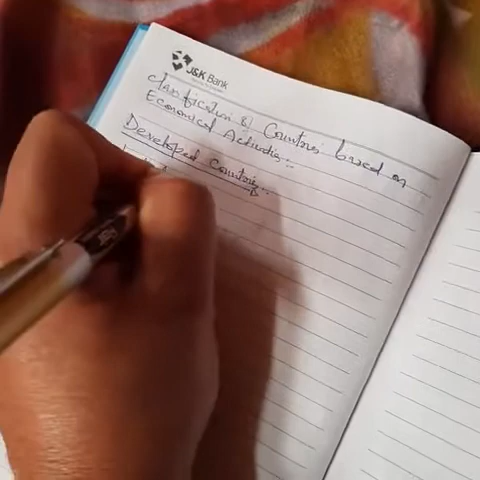 J&K Bank
Classification of Countries based on
Economical Activities:-
Developed Countries:-